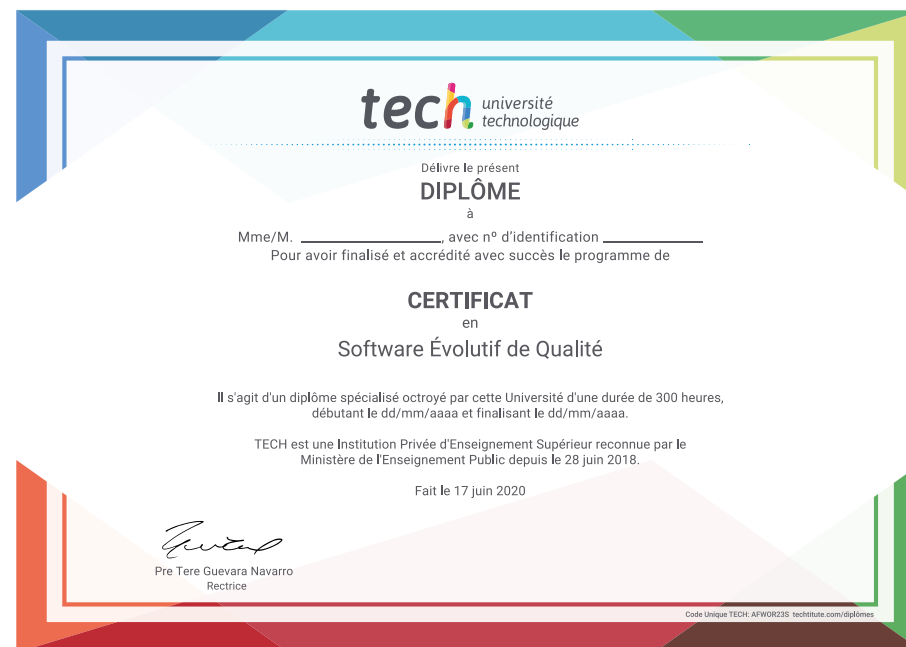 tech université
technologique
Délivre le présent
DIPLÔME
à
Mme/M. ____________________, avec nº d'identification ______________
Pour avoir finalisé et accrédité avec succès le programme de
CERTIFICAT
en
Software Évolutif de Qualité
Il s'agit d'un diplôme spécialisé octroyé par cette Université d'une durée de 300 heures,
débutant le dd/mm/aaaa et finalisant le dd/mm/aaaa.
TECH est une Institution Privée d'Enseignement Supérieur reconnue par le
Ministère de l'Enseignement Public depuis le 28 juin 2018.
Fait le 17 juin 2020
Pre Tere Guevara Navarro
Rectrice
Code Unique TECH: AFWOR23S techtitute.com/diplômes